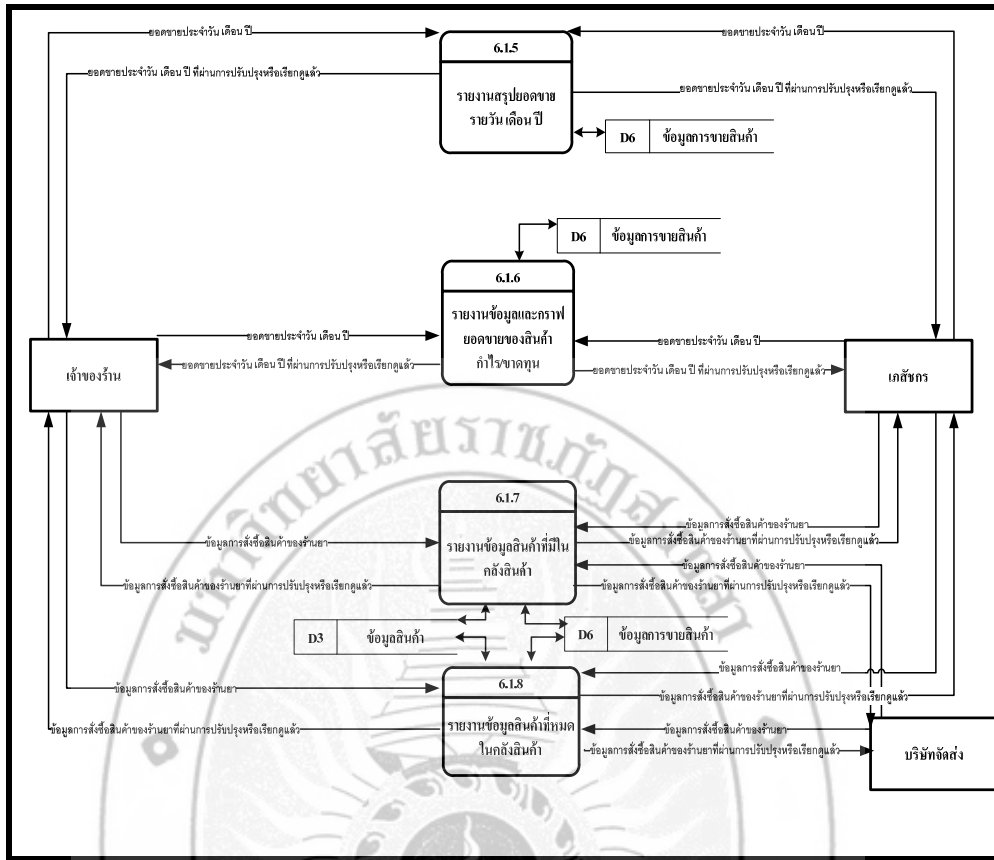 ยอดขายประจำวัน เดือน ปี
ยอดขายประจำวัน เดือน ปี
6.1.5
ยอดขายประจำวัน เดือน ปี ที่ผ่านการปรับปรุงหรือเรียกดูแล้ว
ยอดขายประจำวัน เดือน ปี ที่ผ่านการปรับปรุงหรือเรียกดูแล้ว
รายงานสรุปยอดขาย
รายวัน เดือน ปี
D6 ข้อมูลการขายสินค้า
D6 ข้อมูลการขายสินค้า
6.1.6
รายงานข้อมูลและกราฟ
ยอดขายของสินค้า
กำไร/ขาดทุน
ยอดขายประจำวัน เดือน ปี
ยอดขายประจำวัน เดือน ปี
ยอดขายประจำวัน เดือน ปี ที่ผ่านการปรับปรุงหรือเรียกดูแล้ว
ยอดขายประจำวัน เดือน ปี ที่ผ่านการปรับปรุงหรือเรียกดูแล้ว
เจ้าของร้าน
เภสัชกร
มหาวิทยาลัยราชภัฏสงขลา
6.1.7
รายงานข้อมูลสินค้าที่มีใน
คลังสินค้า
ข้อมูลการสั่งซื้อสินค้าของร้านยา
ข้อมูลการสั่งซื้อสินค้าของร้านยา
ข้อมูลการสั่งซื้อสินค้าของร้านยาที่ผ่านการปรับปรุงหรือเรียกดูแล้ว
ข้อมูลการสั่งซื้อสินค้าของร้านยา
ข้อมูลการสั่งซื้อสินค้าของร้านยาที่ผ่านการปรับปรุงหรือเรียกดูแล้ว
ข้อมูลการสั่งซื้อสินค้าของร้านยาที่ผ่านการปรับปรุงหรือเรียกดูแล้ว
D3 ข้อมูลสินค้า
D6 ข้อมูลการขายสินค้า
6.1.8
รายงานข้อมูลสินค้าที่หมด
ในคลังสินค้า
ข้อมูลการสั่งซื้อสินค้าของร้านยา
ข้อมูลการสั่งซื้อสินค้าของร้านยา
ข้อมูลการสั่งซื้อสินค้าของร้านยาที่ผ่านการปรับปรุงหรือเรียกดูแล้ว
ข้อมูลการสั่งซื้อสินค้าของร้านยาที่ผ่านการปรับปรุงหรือเรียกดูแล้ว
ข้อมูลการสั่งซื้อสินค้าของร้านยา
ข้อมูลการสั่งซื้อสินค้าของร้านยาที่ผ่านการปรับปรุงหรือเรียกดูแล้ว
บริษัทจัดส่ง